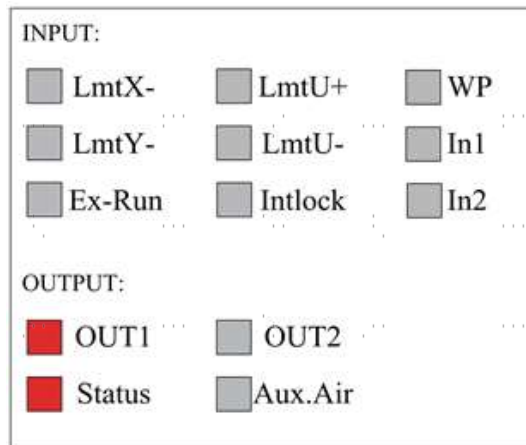 INPUT:
LmtX- LmtU+ WP
LmtY- LmtU- In1
Ex-Run Intlock In2
OUTPUT:
OUT1 OUT2
Status Aux.Air